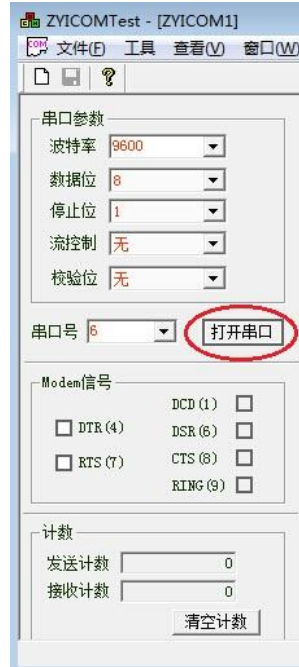 ZYICOMTest - [ZYICOM1]
COM 文件(F) 工具 查看(V) 窗口(W)
串口参数
波特率 9600
数据位 8
停止位 1
流控制 无
校验位 无
串口号 6 打开串口
Modem信号
DCD(1)
DTR(4) DSR(6)
RTS(7) CTS(8)
RING(9)
计数
发送计数 0
接收计数 0
清空计数